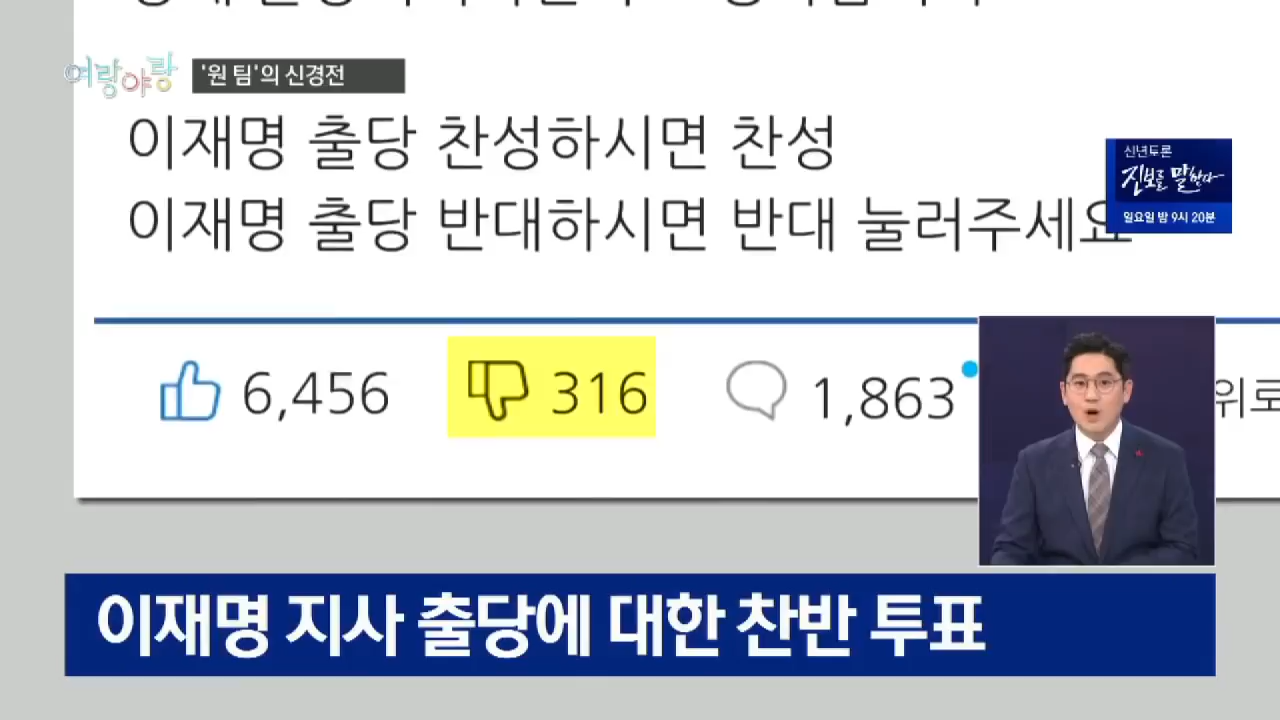 여랑야랑
'원 팀'의 신경전
이재명 출당 찬성하시면 찬성
이재명 출당 반대하시면 반대 눌러주세요
신년토론
진보를 말한다
일요일 밤 9시 20분
6,456
316
1,863
위로
이재명 지사 출당에 대한 찬반 투표